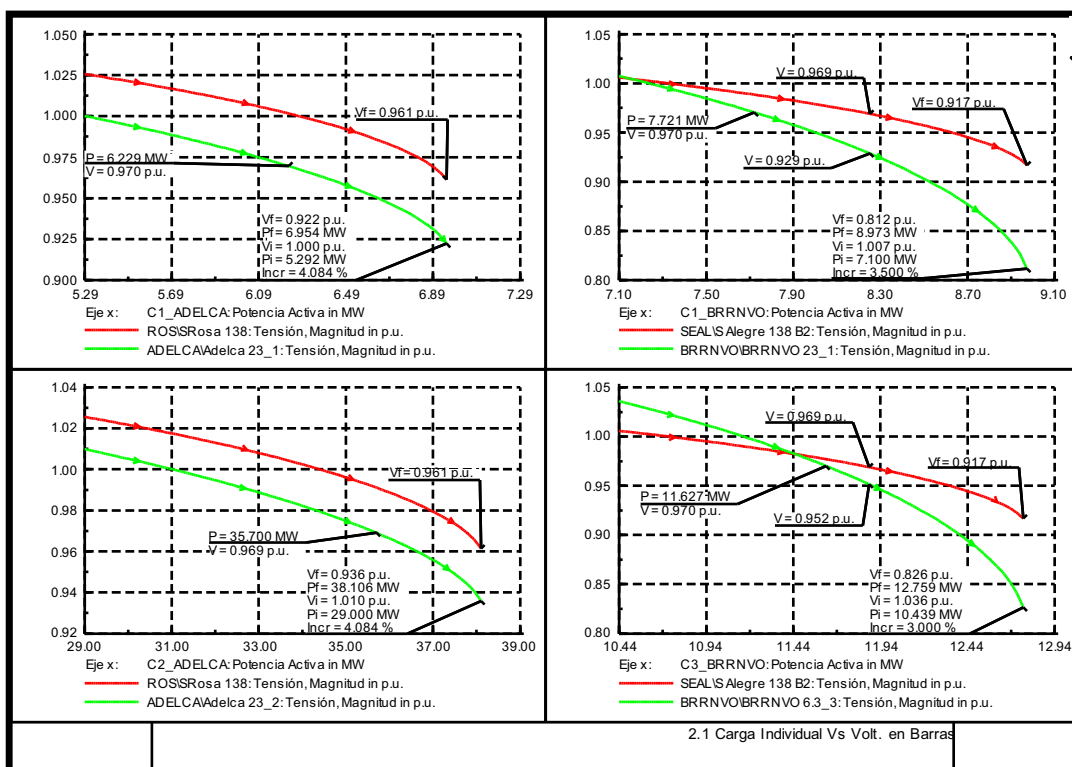 1.050
1.025
1.000
0.975
0.950
0.925
0.900
5.29 5.69 6.09 6.49 6.89 7.29
Vf = 0.961 p.u.
P = 6.229 MW
V = 0.970 p.u.
Vf = 0.922 p.u.
Pf = 6.954 MW
Vi = 1.000 p.u.
Pi = 5.292 MW
Incr = 4.084 %
Eje x: C1_ADELCA: Potencia Activa in MW
ROS\SRosa 138: Tensión, Magnitud in p.u.
ADELCA\Adelca 23_1: Tensión, Magnitud in p.u.
1.05
1.00
0.95
0.90
0.85
0.80
7.10 7.50 7.90 8.30 8.70 9.10
V = 0.969 p.u.
Vf = 0.917 p.u.
P = 7.721 MW
V = 0.970 p.u.
V = 0.929 p.u.
Vf = 0.812 p.u.
Pf = 8.973 MW
Vi = 1.007 p.u.
Pi = 7.100 MW
Incr = 3.500 %
Eje x: C1_BRRNVO: Potencia Activa in MW
SEAL\SAlegre 138 B2: Tensión, Magnitud in p.u.
BRRNVO\BRRNVO 23_1: Tensión, Magnitud in p.u.
1.04
1.02
1.00
0.98
0.96
0.94
0.92
29.00 31.00 33.00 35.00 37.00 39.00
Vf = 0.961 p.u.
P = 35.700 MW
V = 0.969 p.u.
Vf = 0.936 p.u.
Pf = 38.106 MW
Vi = 1.010 p.u.
Pi = 29.000 MW
Incr = 4.084 %
Eje x: C2_ADELCA: Potencia Activa in MW
ROS\SRosa 138: Tensión, Magnitud in p.u.
ADELCA\Adelca 23_2: Tensión, Magnitud in p.u.
1.05
1.00
0.95
0.90
0.85
0.80
10.44 10.94 11.44 11.94 12.44 12.94
V = 0.969 p.u.
Vf = 0.917 p.u.
P = 11.627 MW
V = 0.970 p.u.
V = 0.952 p.u.
Vf = 0.826 p.u.
Pf = 12.759 MW
Vi = 1.036 p.u.
Pi = 10.439 MW
Incr = 3.000 %
Eje x: C3_BRRNVO: Potencia Activa in MW
SEAL\SAlegre 138 B2: Tensión, Magnitud in p.u.
BRRNVO\BRRNVO 6.3_3: Tensión, Magnitud in p.u.
2.1 Carga Individual Vs Volt. en Barras